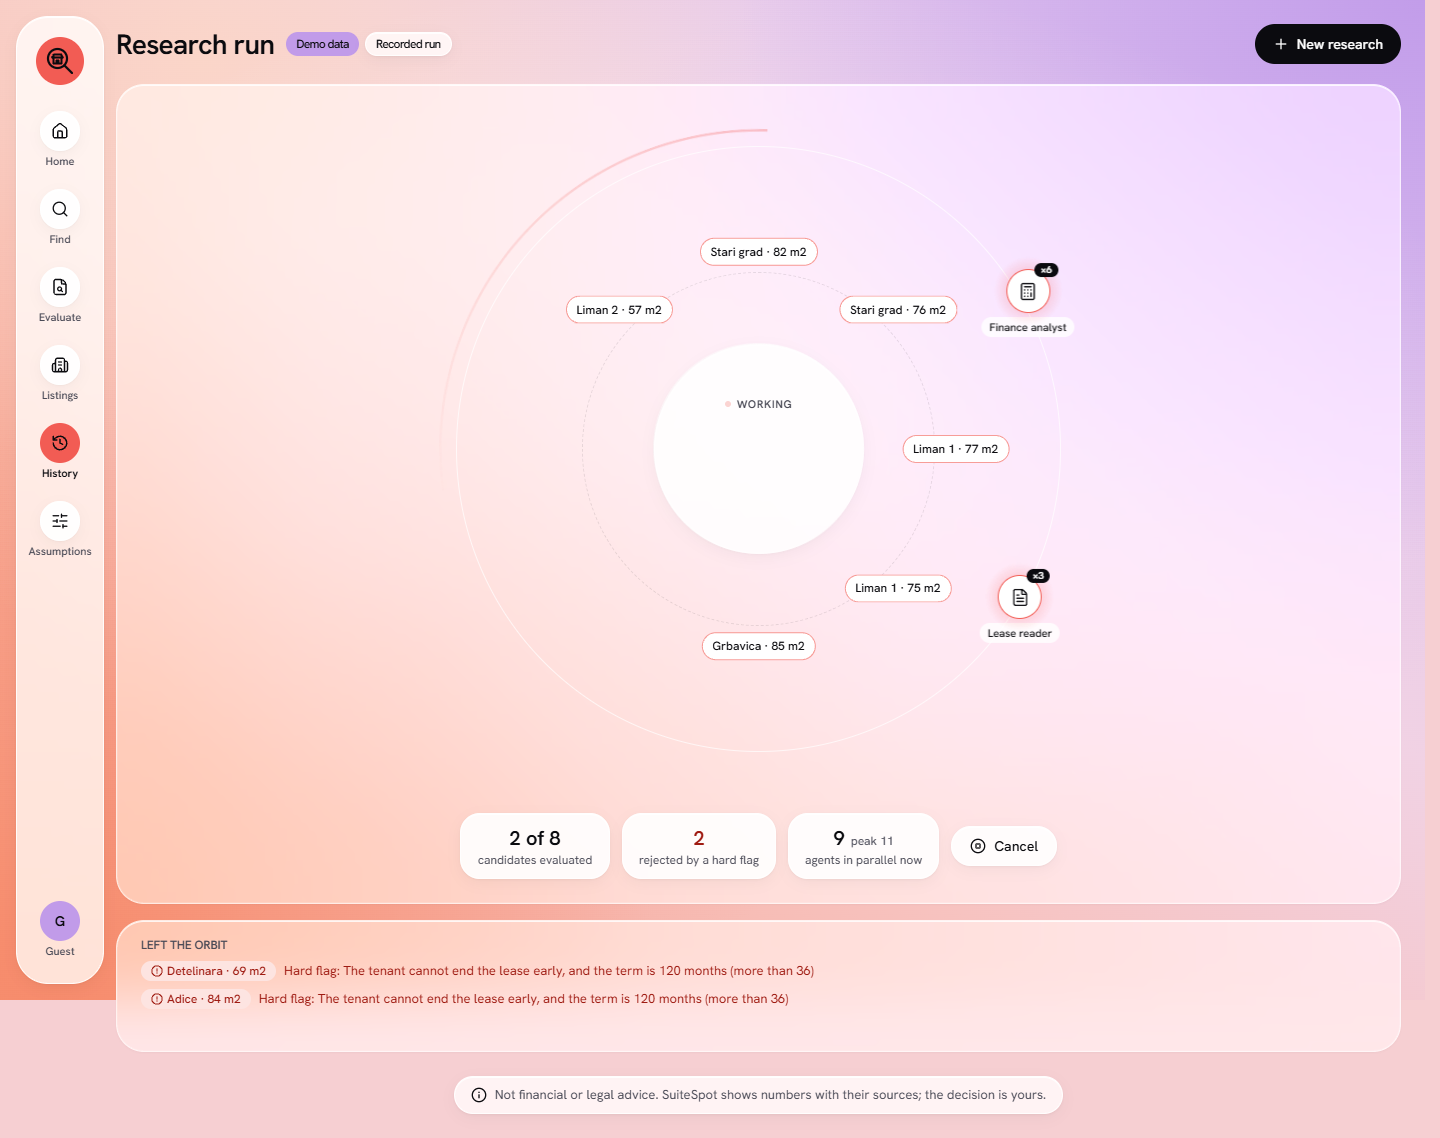 Research run
Demo data
Recorded run
New research
Home
Find
Evaluate
Listings
History
Assumptions
G
Guest
Stari grad · 82 m2
Liman 2 · 57 m2
Stari grad · 76 m2
x6
Finance analyst
WORKING
Liman 1 · 77 m2
Liman 1 · 75 m2
x3
Lease reader
Grbavica · 85 m2
2 of 8
candidates evaluated
2
rejected by a hard flag
9 peak 11
agents in parallel now
Cancel
LEFT THE ORBIT
Detelinara · 69 m2 Hard flag: The tenant cannot end the lease early, and the term is 120 months (more than 36)
Adice · 84 m2 Hard flag: The tenant cannot end the lease early, and the term is 120 months (more than 36)
Not financial or legal advice. SuiteSpot shows numbers with their sources; the decision is yours.